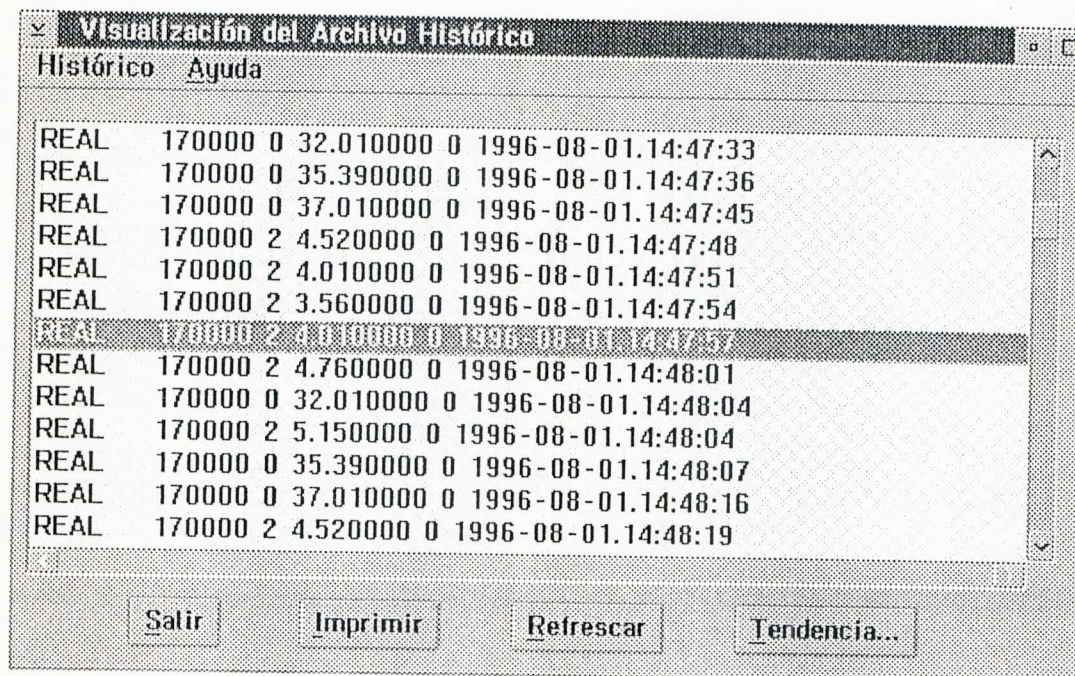 Visualización del Archivo Histórico
Histórico Ayuda
REAL 170000 0 32.010000 0 1996-08-01.14:47:33
REAL 170000 0 35.390000 0 1996-08-01.14:47:36
REAL 170000 0 37.010000 0 1996-08-01.14:47:45
REAL 170000 2 4.520000 0 1996-08-01.14:47:48
REAL 170000 2 4.010000 0 1996-08-01.14:47:51
REAL 170000 2 3.560000 0 1996-08-01.14:47:54
REAL 170000 2 4.010000 0 1996-08-01.14:47:57
REAL 170000 2 4.760000 0 1996-08-01.14:48:01
REAL 170000 0 32.010000 0 1996-08-01.14:48:04
REAL 170000 2 5.150000 0 1996-08-01.14:48:04
REAL 170000 0 35.390000 0 1996-08-01.14:48:07
REAL 170000 0 37.010000 0 1996-08-01.14:48:16
REAL 170000 2 4.520000 0 1996-08-01.14:48:19
Salir Imprimir Refrescar Tendencia...